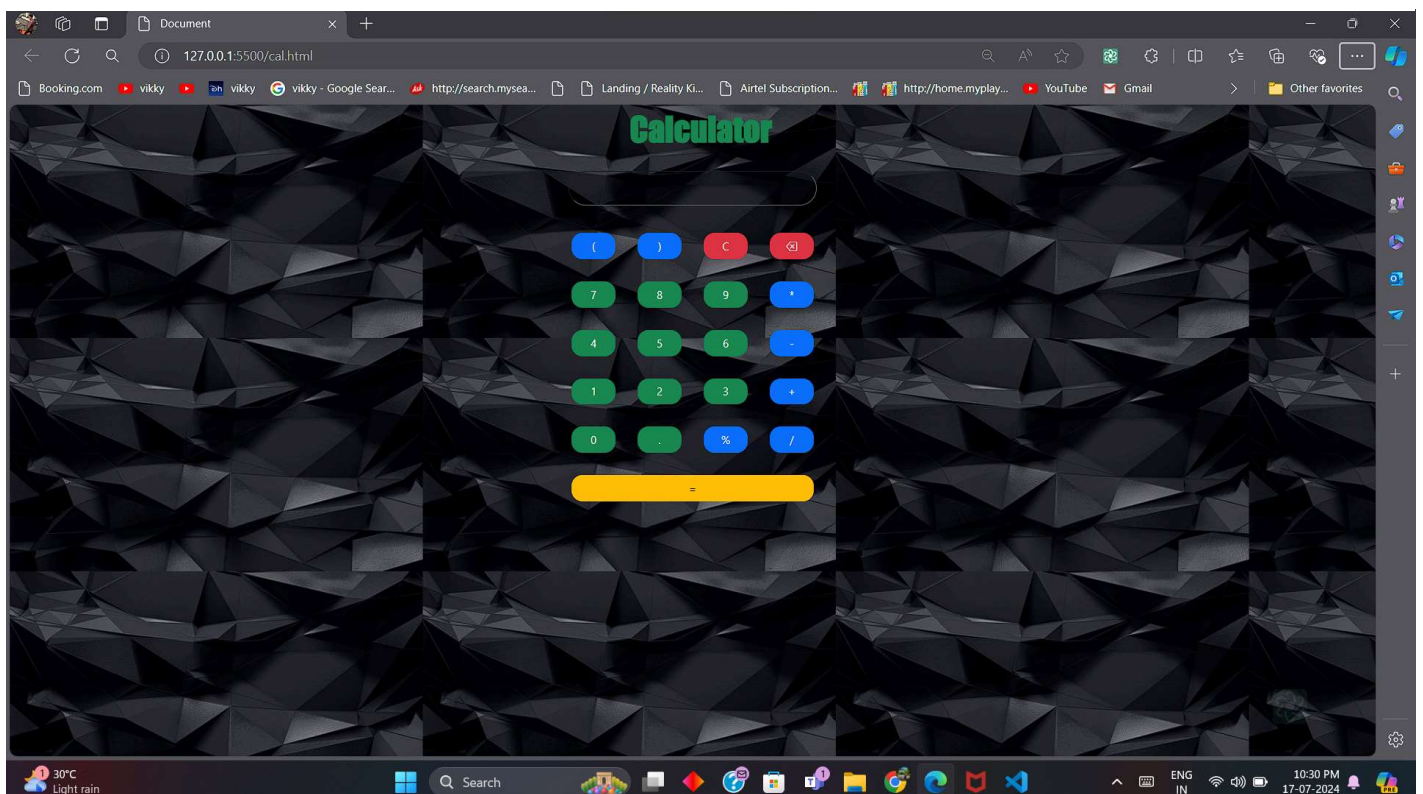 Document
127.0.0.1:5500/cal.html
Booking.com vikky vikky vikky - Google Sear... http://search.mysea... Landing / Reality Ki... Airtel Subscription... http://home.myplay... YouTube Gmail > Other favorites
Calculator
( ) C
7 8 9 *
4 5 6 -
1 2 3 +
0 . % /
=
1 30°C Search ENG 10:30 PM
Light rain IN 17-07-2024 PRE